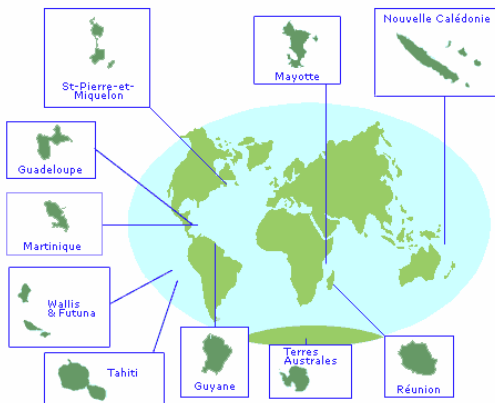 Nouvelle Calédonie
St-Pierre-et-
Miquelon
Mayotte
Guadeloupe
Martinique
Wallis
& Futuna
Tahiti
Guyane
Terres
Australes
Réunion